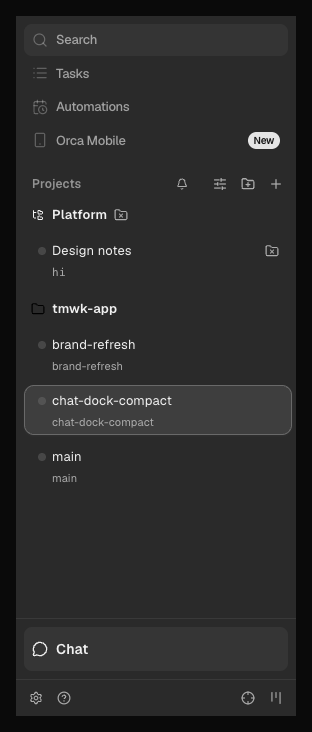 Search
Tasks
Automations
Orca Mobile New
Projects
Platform
Design notes
hi
tmwk-app
brand-refresh
brand-refresh
chat-dock-compact
chat-dock-compact
main
main
Chat